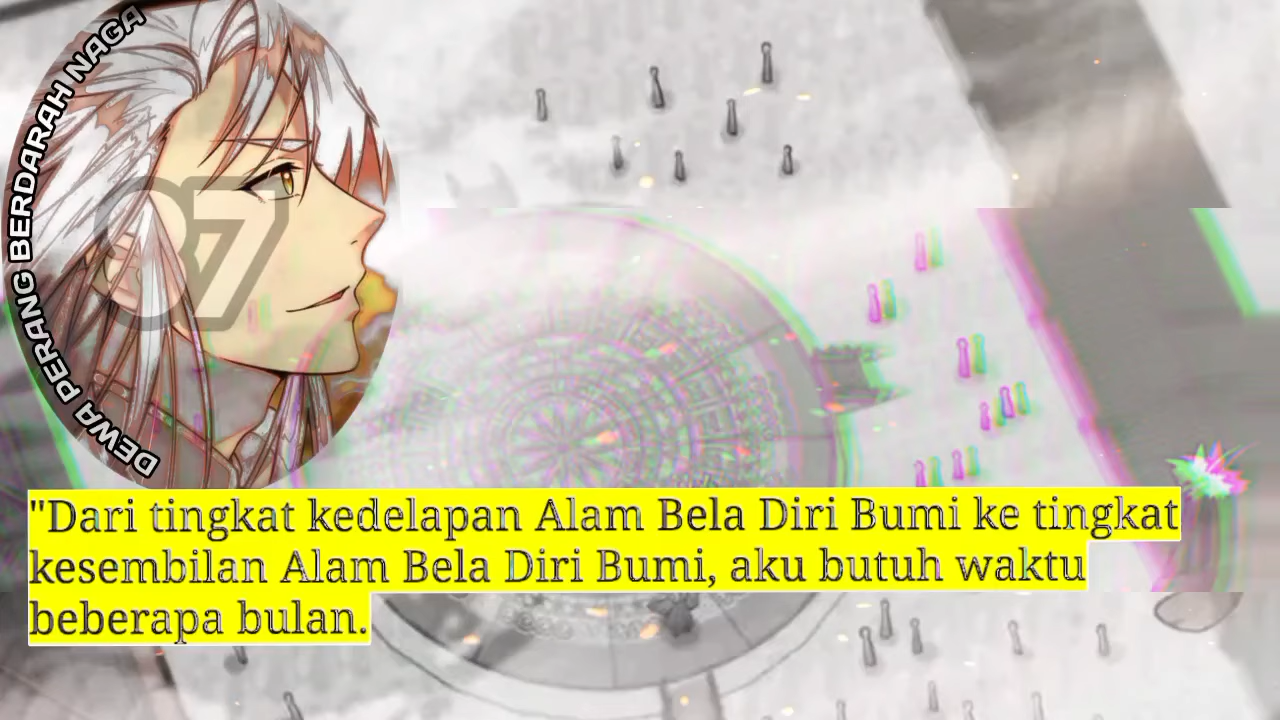 DEWA PERANG BERDARAH NAGA
97
"Dari tingkat kedelapan Alam Bela Diri Bumi ke tingkat
kesembilan Alam Bela Diri Bumi, aku butuh waktu
beberapa bulan.